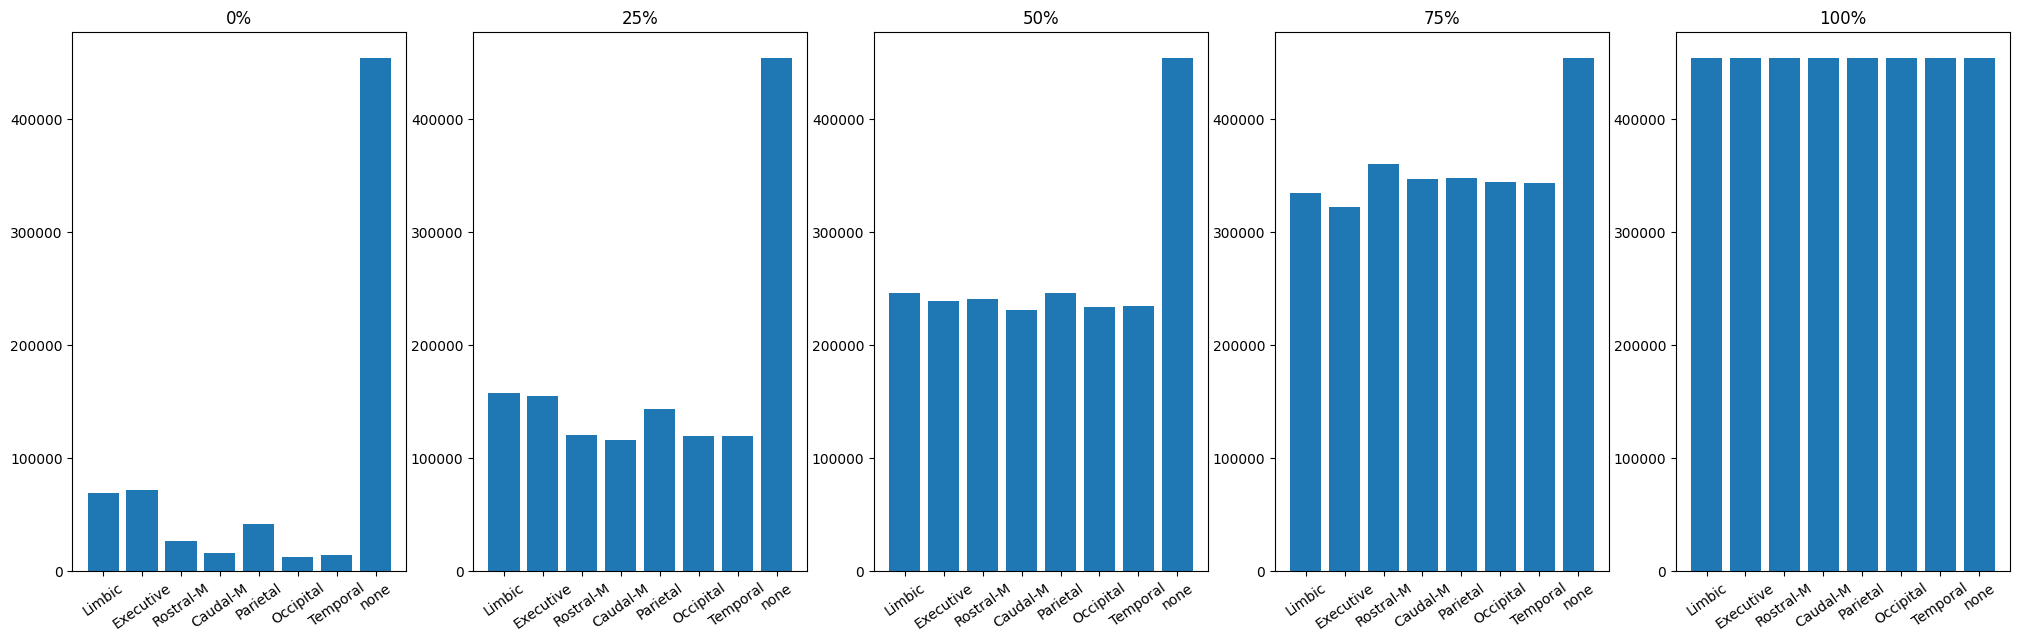 0%
400000
300000
200000
100000
0
Limbic
Executive
Rostral-M
Caudal-M
Parietal
Occipital
Temporal
none
25%
400000
300000
200000
100000
0
Limbic
Executive
Rostral-M
Caudal-M
Parietal
Occipital
Temporal
none
50%
400000
300000
200000
100000
0
Limbic
Executive
Rostral-M
Caudal-M
Parietal
Occipital
Temporal
none
75%
400000
300000
200000
100000
0
Limbic
Executive
Rostral-M
Caudal-M
Parietal
Occipital
Temporal
none
100%
400000
300000
200000
100000
0
Limbic
Executive
Rostral-M
Caudal-M
Parietal
Occipital
Temporal
none